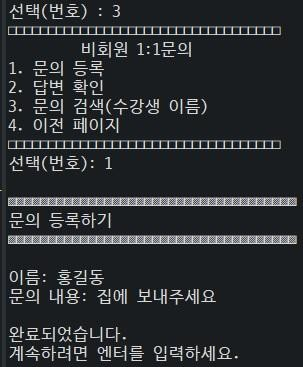 선택(번호) : 3
□□□□□□□□□□□□□□□□□□□□□□□□□□□□□□□□□□
비회원 1:1문의
1. 문의 등록
2. 답변 확인
3. 문의 검색(수강생 이름)
4. 이전 페이지
□□□□□□□□□□□□□□□□□□□□□□□□□□□□□□□□□□
선택(번호): 1
▨▨▨▨▨▨▨▨▨▨▨▨▨▨▨▨▨▨▨▨▨▨▨▨▨▨▨▨▨▨▨▨▨▨▨▨
문의 등록하기
▨▨▨▨▨▨▨▨▨▨▨▨▨▨▨▨▨▨▨▨▨▨▨▨▨▨▨▨▨▨▨▨▨▨▨▨
이름: 홍길동
문의 내용: 집에 보내주세요
완료되었습니다.
계속하려면 엔터를 입력하세요.